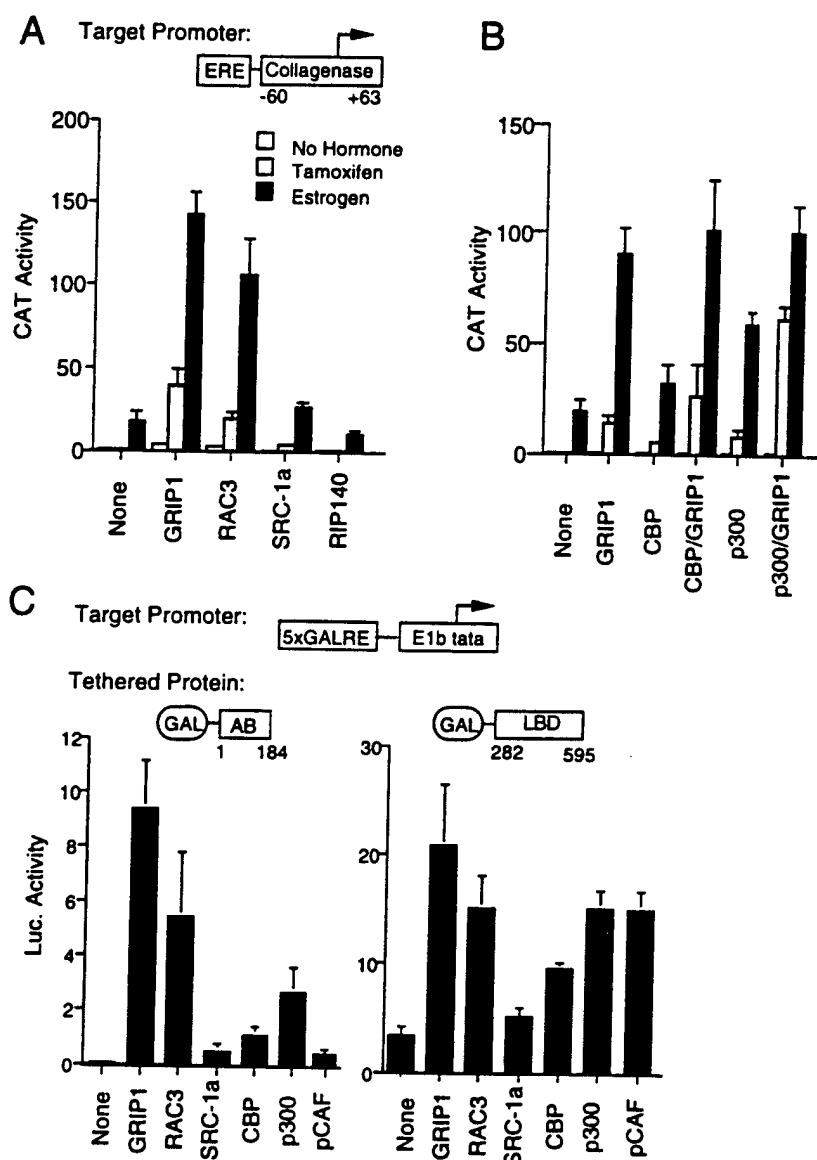 A
Target Promoter:
ERE Collagenase
-60 +63
200
150
100
50
0
CAT Activity
No Hormone
Tamoxifen
Estrogen
None
GRIP1
RAC3
SRC-1a
RIP140
B
150
100
50
0
CAT Activity
None
GRIP1
CBP
CBP/GRIP1
p300
p300/GRIP1
C
Target Promoter:
5xGALRE E1b tata
Tethered Protein:
GAL AB
1 184
12
10
8
6
4
2
0
Luc. Activity
None
GRIP1
RAC3
SRC-1a
CBP
p300
pCAF
GAL LBD
282 595
30
20
10
0
None
GRIP1
RAC3
SRC-1a
CBP
p300
pCAF